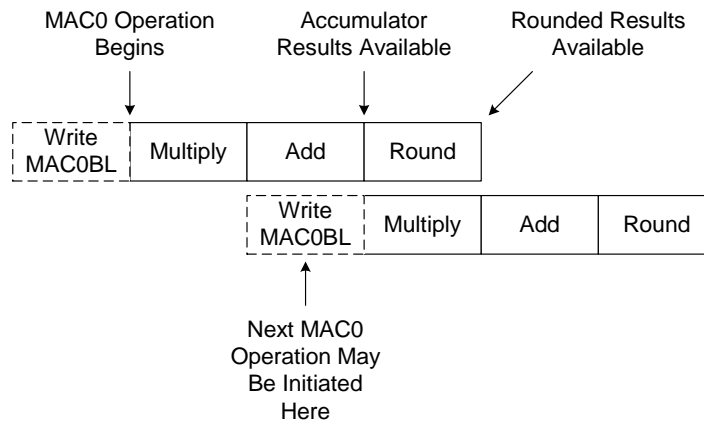 MAC0 Operation
Begins
Accumulator
Results Available
Rounded Results
Available
Write
MAC0BL
Multiply
Add
Round
Write
MAC0BL
Multiply
Add
Round
Next MAC0
Operation May
Be Initiated
Here